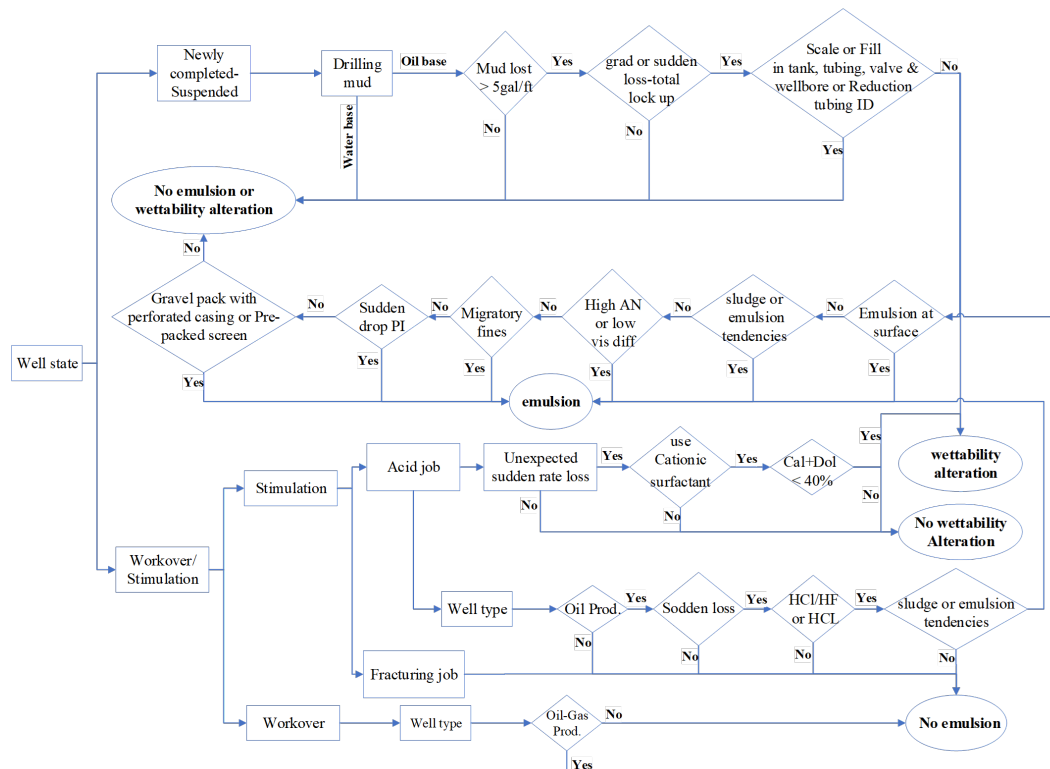 Newly
completed-
Suspended
Drilling
mud
Oil base
Water base
Mud lost
> 5gal/ft
Yes
No
grad or sudden
loss-total
lock up
Yes
No
Scale or Fill
in tank, tubing, valve &
wellbore or Reduction
tubing ID
No
Yes
No emulsion or
wettability alteration
No
Gravel pack with
perforated casing or Pre-
packed screen
Yes
No
Sudden
drop PI
Yes
No
Migratory
fines
Yes
No
High AN
or low
vis diff
Yes
No
sludge or
emulsion
tendencies
Yes
No
Emulsion at
surface
Yes
Well state
emulsion
Acid job
Unexpected
sudden rate loss
Yes
No
use
Cationic
surfactant
Yes
No
Cal+Dol
< 40%
Yes
No
wettability
alteration
No wettability
Alteration
Stimulation
Workover/
Stimulation
Well type
Oil Prod.
Yes
No
Sodden loss
Yes
No
HCl/HF
or HCL
Yes
No
sludge or emulsion
tendencies
No
Fracturing job
Workover
Well type
Oil-Gas
Prod.
No
Yes
No emulsion